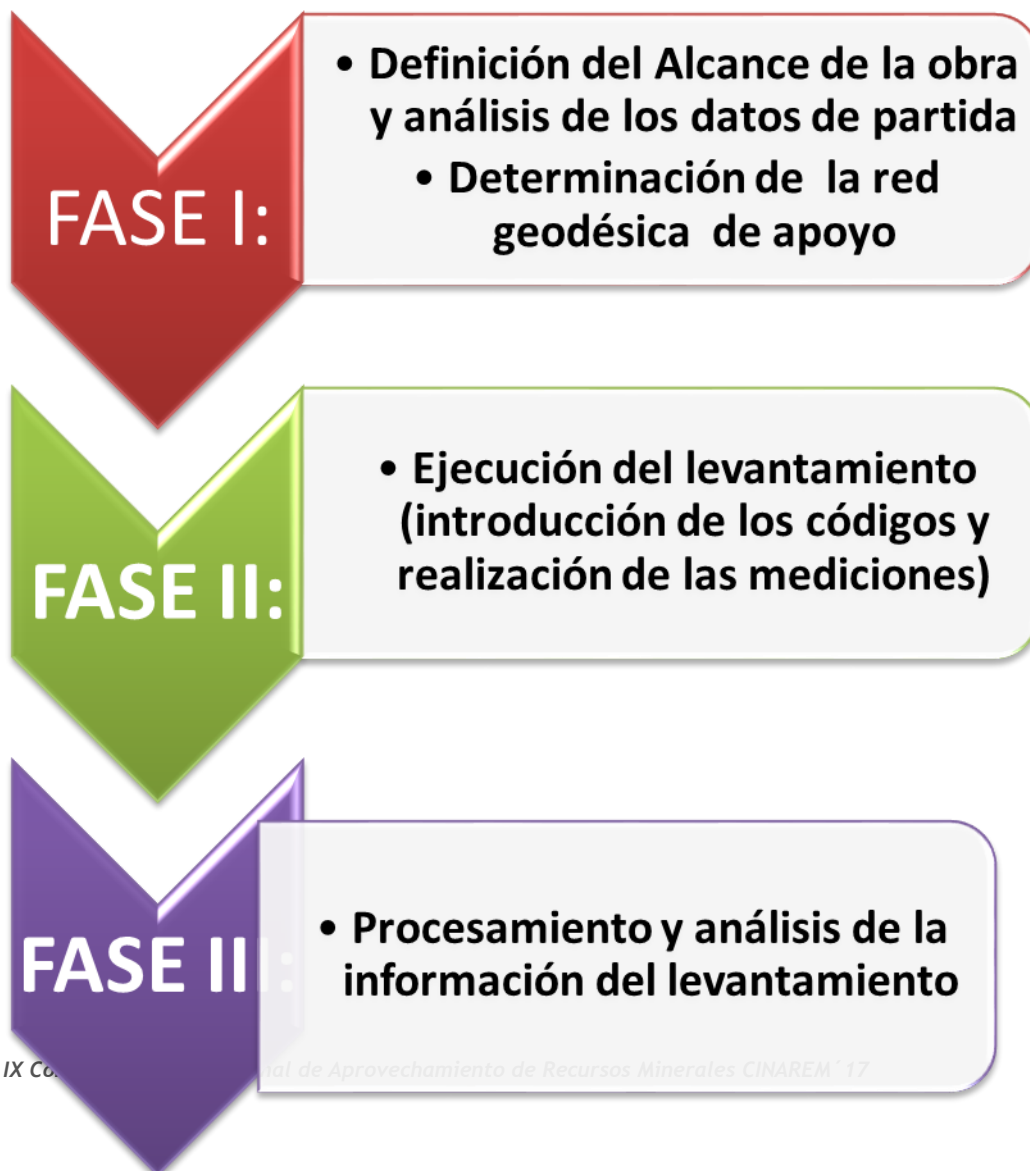 FASE I:
• Definición del Alcance de la obra
y análisis de los datos de partida
• Determinación de la red
geodésica de apoyo
FASE II:
• Ejecución del levantamiento
(introducción de los códigos y
realización de las mediciones)
FASE III:
• Procesamiento y análisis de la
información del levantamiento
IX de Aprovechamiento de Recursos Minerales CINAREM´ 17